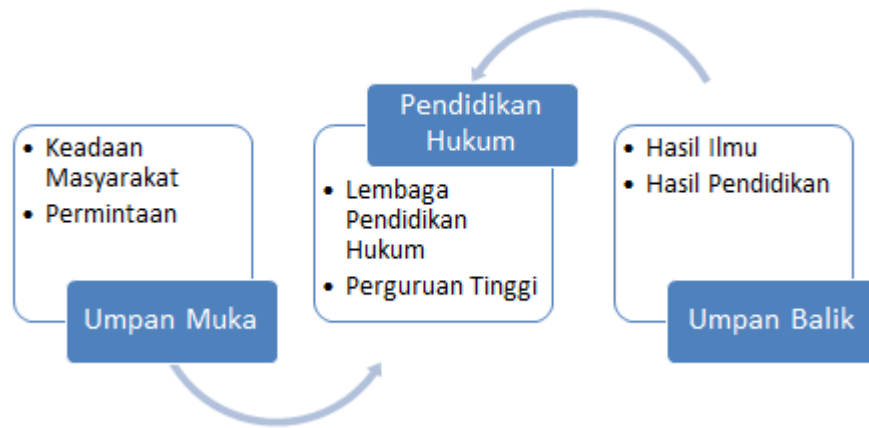 • Keadaan
Masyarakat
• Permintaan
Umpan Muka
Pendidikan
Hukum
• Lembaga
Pendidikan
Hukum
• Perguruan Tinggi
• Hasil Ilmu
• Hasil Pendidikan
Umpan Balik